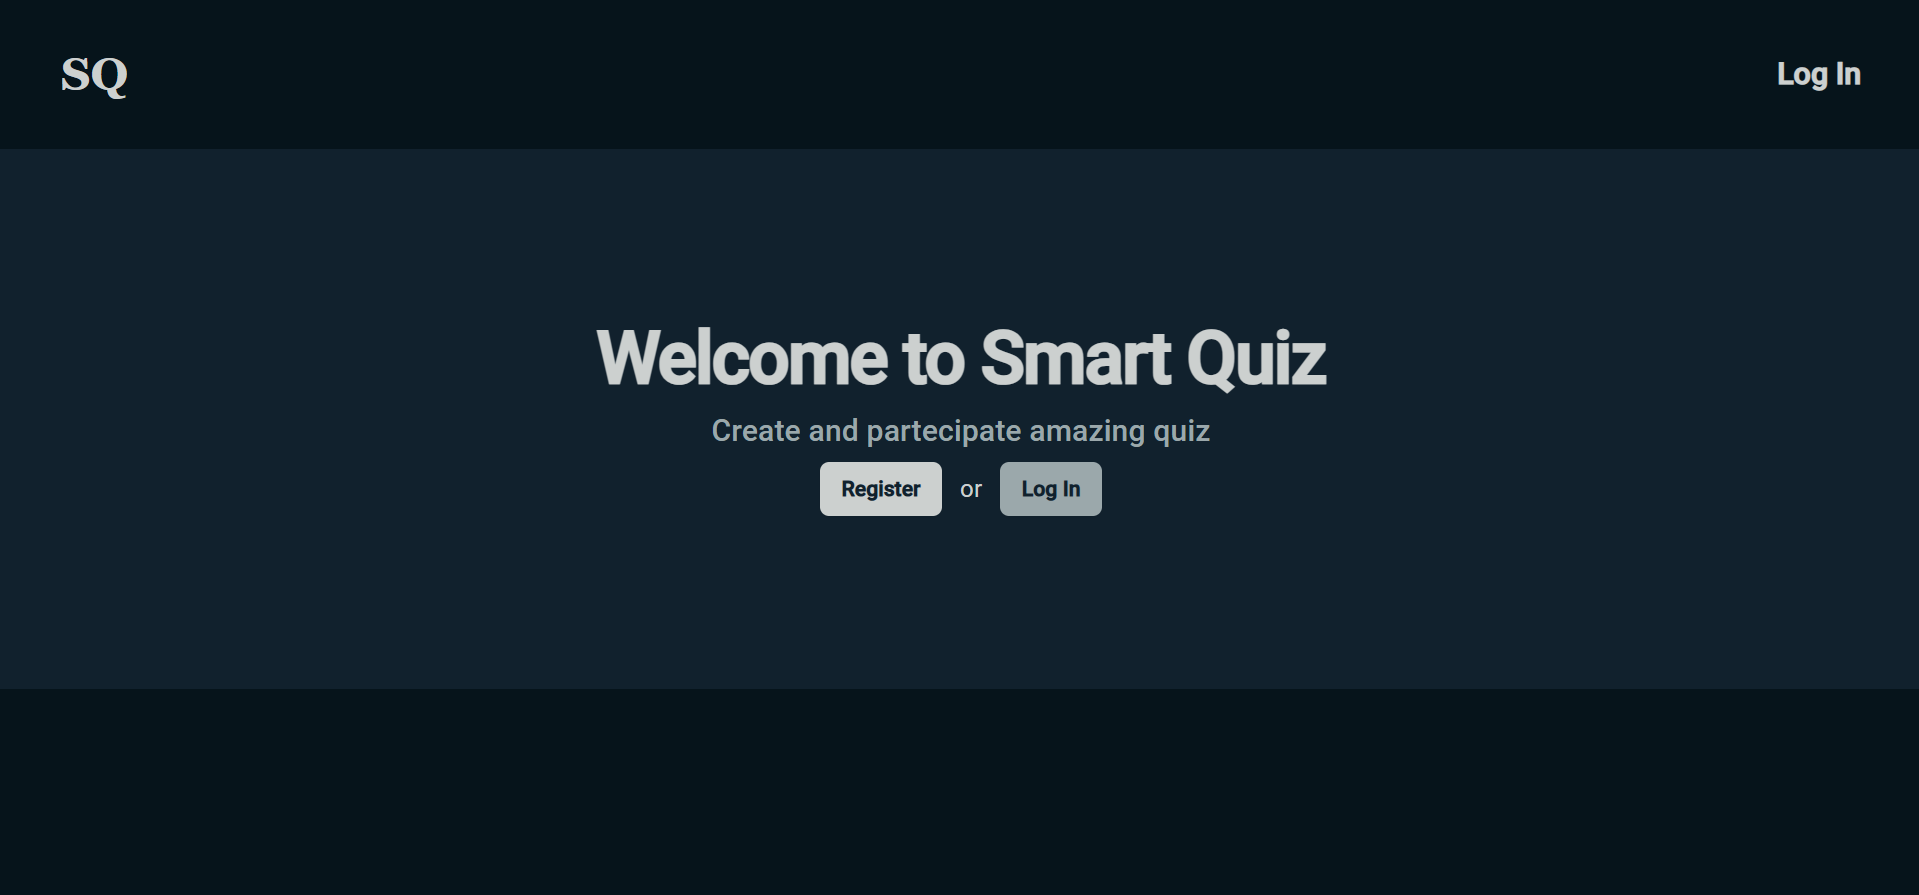 SQ
Log In
Welcome to Smart Quiz
Create and partecipate amazing quiz
Register or Log In